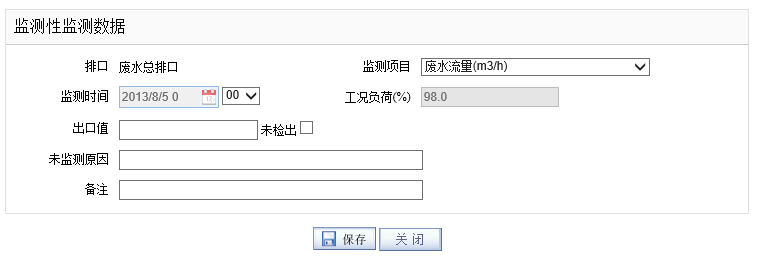 监测性监测数据
排口 废水总排口 监测项目 废水流量(m3/h)
监测时间 2013/8/5 0 00 工况负荷(%) 98.0
出口值 未检出
未监测原因
备注
保存 关闭